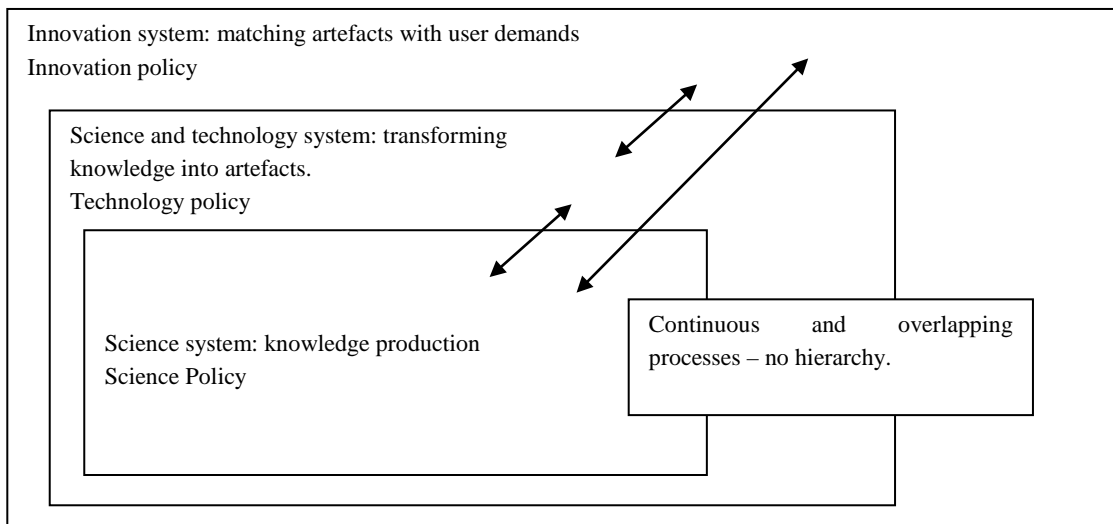 Innovation system: matching artefacts with user demands
Innovation policy
Science and technology system: transforming
knowledge into artefacts.
Technology policy
Science system: knowledge production
Science Policy
Continuous and overlapping
processes – no hierarchy.